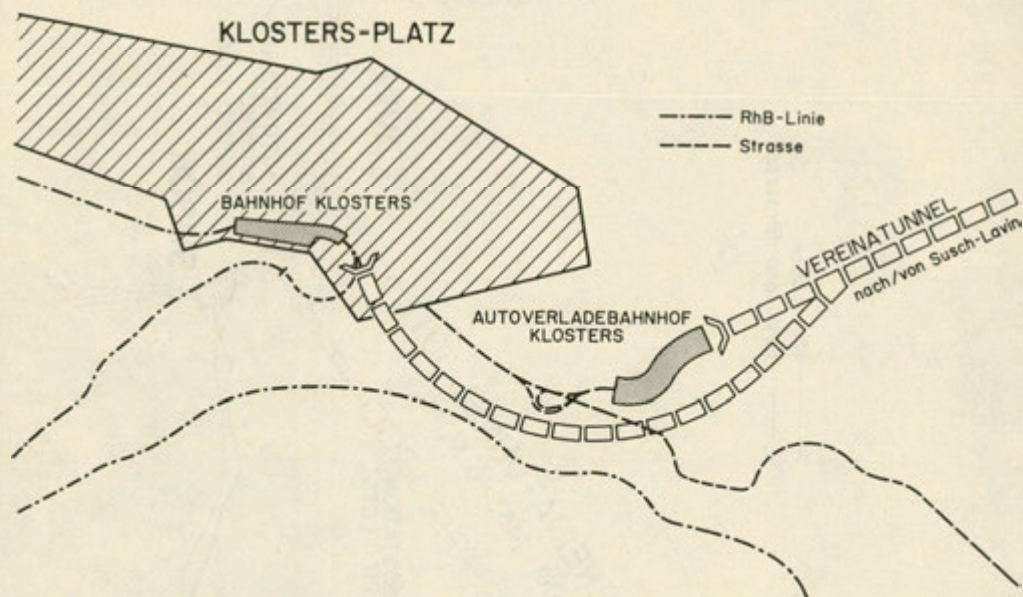 KLOSTERS-PLATZ
RhB-Linie
Strasse
BAHNHOF KLOSTERS
VEREINATUNNEL
nach/von Susch-Lavin
AUTOVERLADEBAHNHOF
KLOSTERS